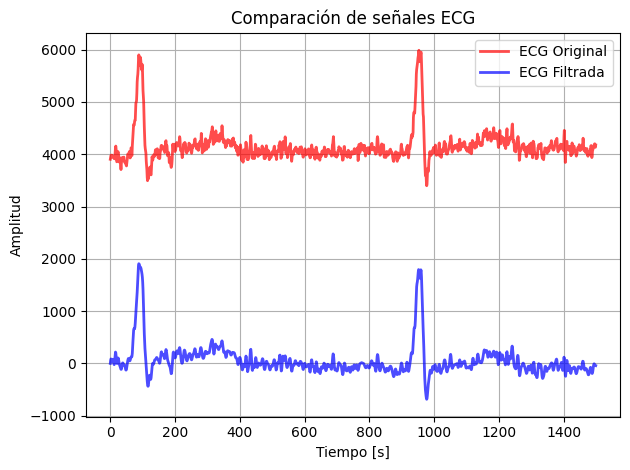 Comparación de señales ECG
ECG Original
ECG Filtrada
Amplitud
6000
5000
4000
3000
2000
1000
0
−1000
0 200 400 600 800 1000 1200 1400
Tiempo [s]